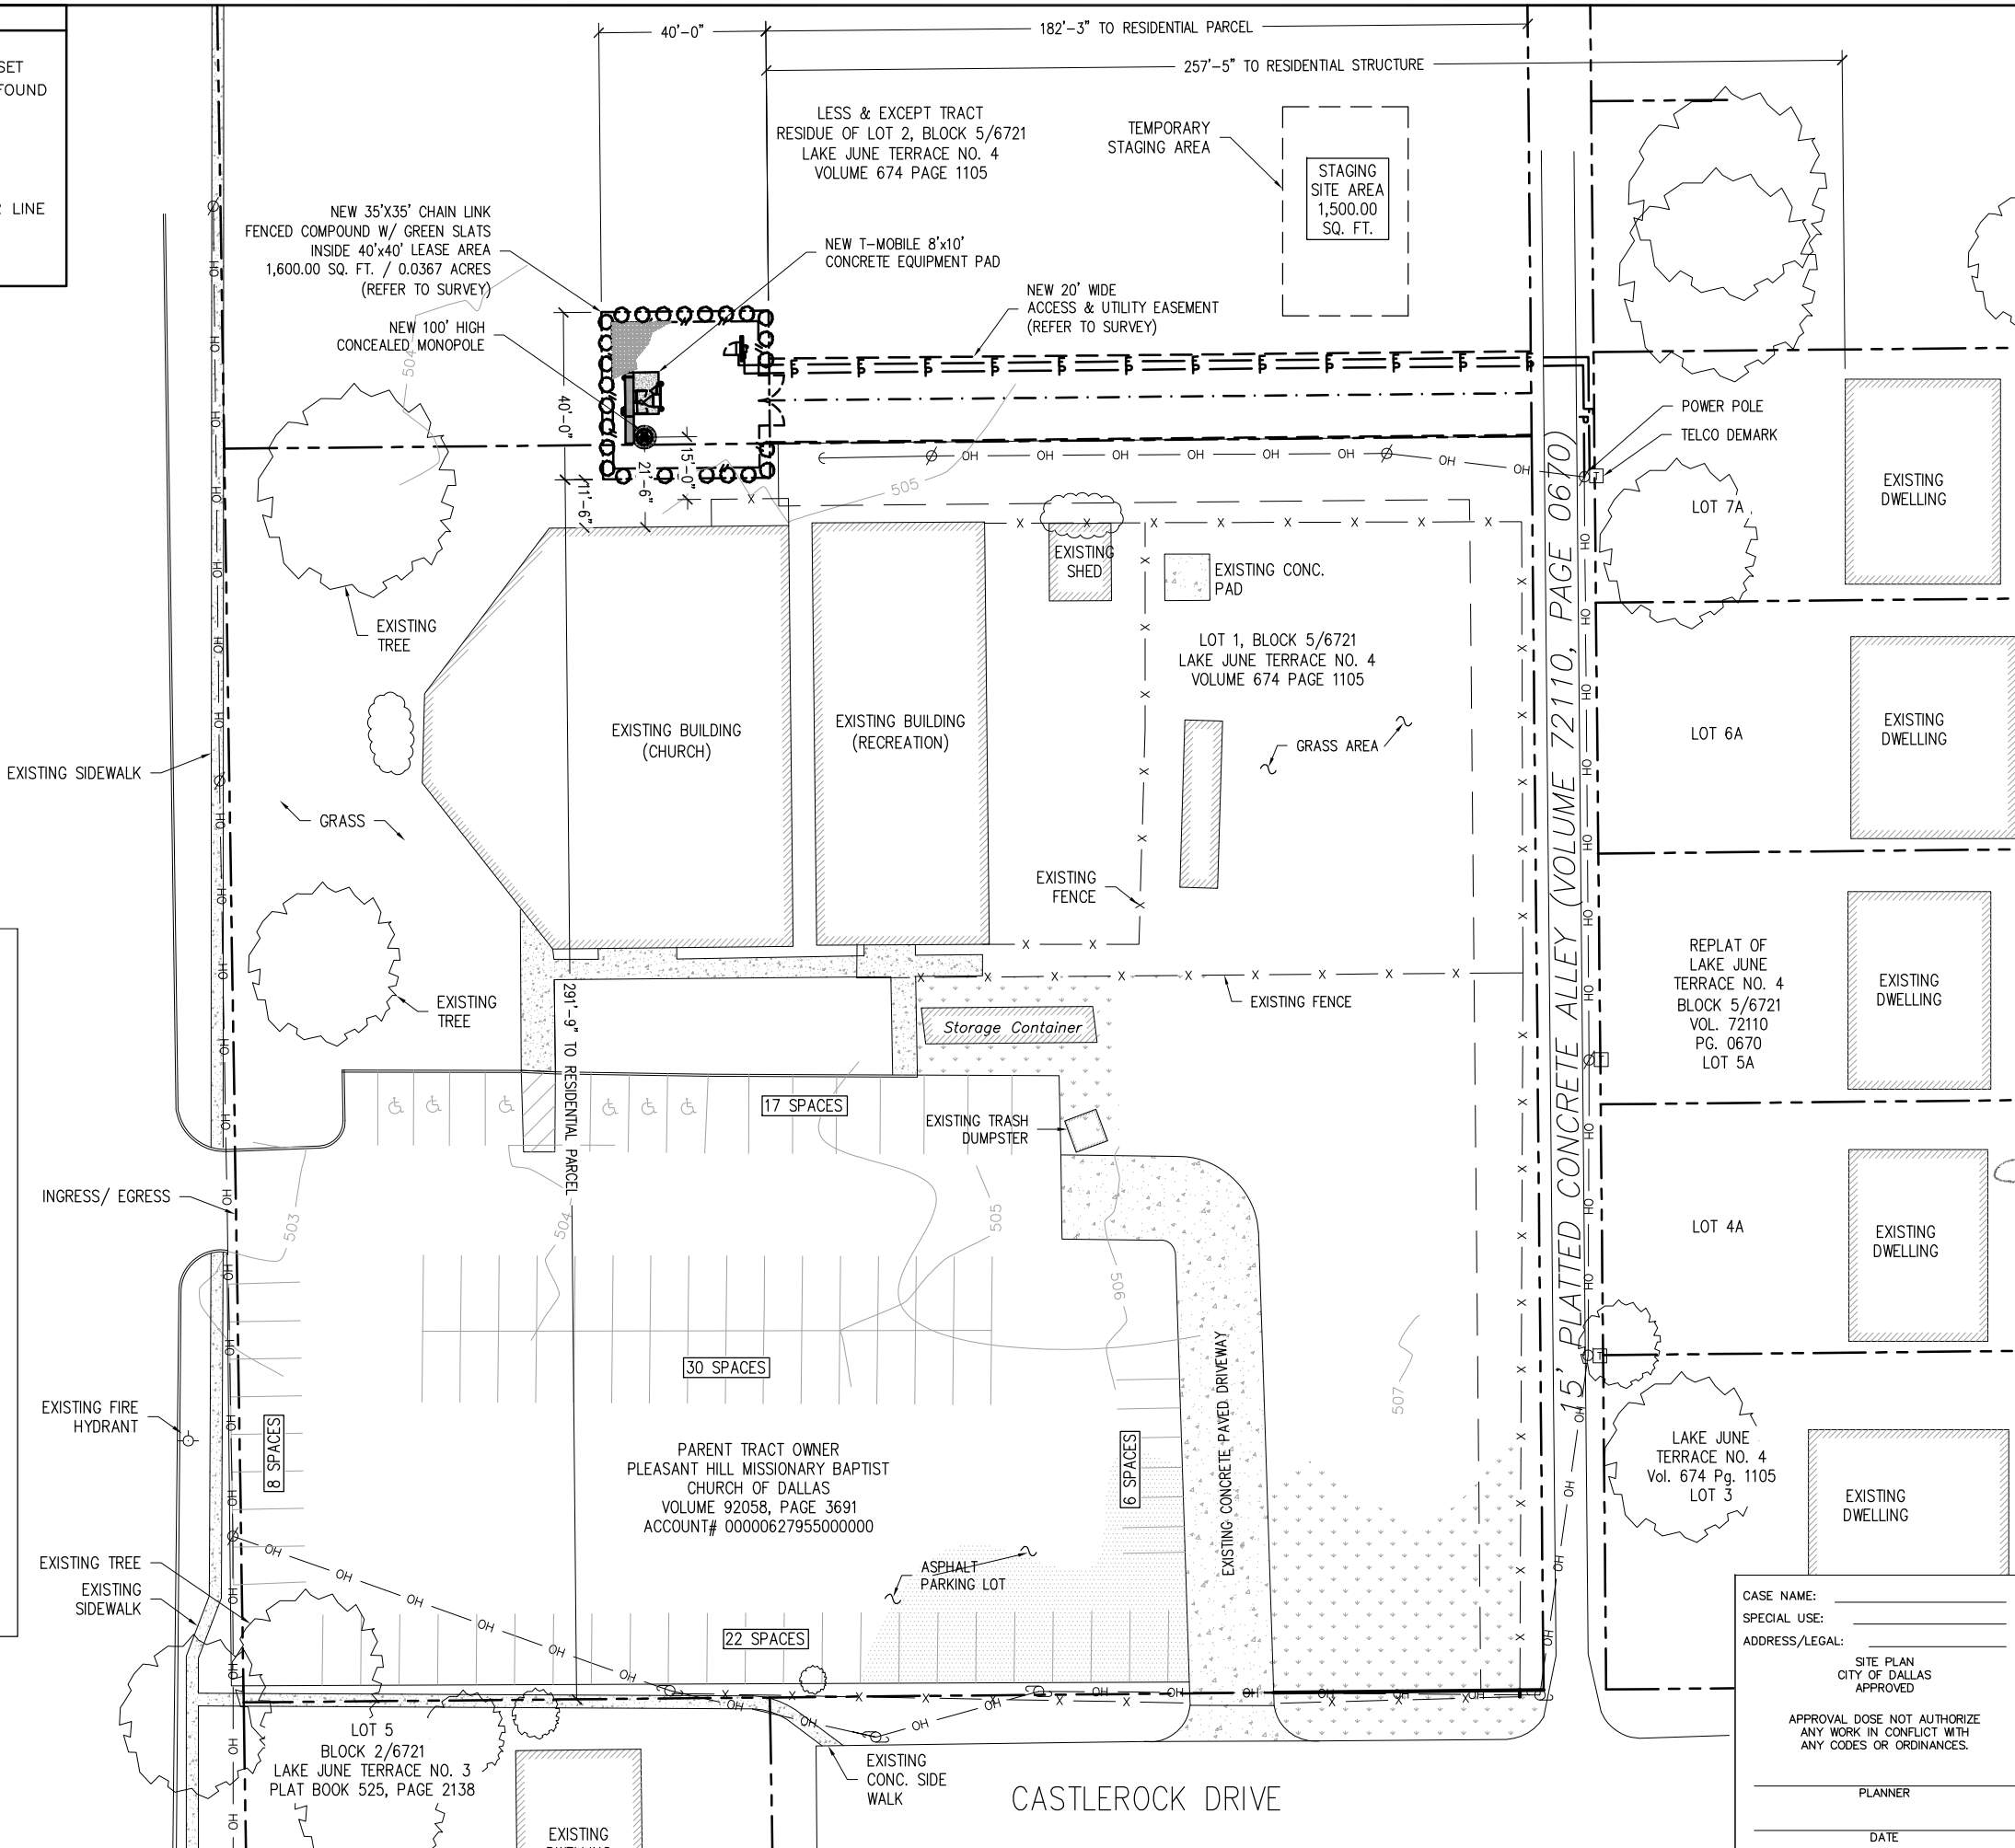 SET
FOUND
LINE
40'-0"
182'-3" TO RESIDENTIAL PARCEL
257'-5" TO RESIDENTIAL STRUCTURE
LESS & EXCEPT TRACT
RESIDUE OF LOT 2, BLOCK 5/6721
LAKE JUNE TERRACE NO. 4
VOLUME 674 PAGE 1105
TEMPORARY
STAGING AREA
STAGING
SITE AREA
1,500.00
SQ. FT.
NEW 35'X35' CHAIN LINK
FENCED COMPOUND W/ GREEN SLATS
INSIDE 40'x40' LEASE AREA
1,600.00 SQ. FT. / 0.0367 ACRES
(REFER TO SURVEY)
NEW 100' HIGH
CONCEALED MONOPOLE
NEW T-MOBILE 8'x10'
CONCRETE EQUIPMENT PAD
NEW 20' WIDE
ACCESS & UTILITY EASEMENT
(REFER TO SURVEY)
504
40'-0"
15'-0"
21'-6"
11'-6"
505
OH OH OH OH OH OH OH OH
POWER POLE
TELCO DEMARK
LOT 7A
EXISTING
DWELLING
EXISTING
TREE
EXISTING
SHED
EXISTING CONC.
PAD
LOT 1, BLOCK 5/6721
LAKE JUNE TERRACE NO. 4
VOLUME 674 PAGE 1105
EXISTING BUILDING
(CHURCH)
EXISTING BUILDING
(RECREATION)
GRASS AREA
LOT 6A
EXISTING
DWELLING
EXISTING SIDEWALK
GRASS
EXISTING
FENCE
15' PLATTED CONCRETE ALLEY (VOLUME 72110, PAGE 0670)
REPLAT OF
LAKE JUNE
TERRACE NO. 4
BLOCK 5/6721
VOL. 72110
PG. 0670
LOT 5A
EXISTING
DWELLING
EXISTING
TREE
EXISTING FENCE
Storage Container
291'-9" TO RESIDENTIAL PARCEL
17 SPACES
EXISTING TRASH
DUMPSTER
INGRESS/ EGRESS
503
504
505
506
507
LOT 4A
EXISTING
DWELLING
30 SPACES
EXISTING FIRE
HYDRANT
8 SPACES
6 SPACES
EXISTING CONCRETE PAVED DRIVEWAY
PARENT TRACT OWNER
PLEASANT HILL MISSIONARY BAPTIST
CHURCH OF DALLAS
VOLUME 92058, PAGE 3691
ACCOUNT# 00000627955000000
LAKE JUNE
TERRACE NO. 4
Vol. 674 Pg. 1105
LOT 3
EXISTING
DWELLING
EXISTING TREE
EXISTING
SIDEWALK
ASPHALT
PARKING LOT
22 SPACES
LOT 5
BLOCK 2/6721
LAKE JUNE TERRACE NO. 3
PLAT BOOK 525, PAGE 2138
EXISTING
EXISTING
CONC. SIDE
WALK
CASTLEROCK DRIVE
CASE NAME:
SPECIAL USE:
ADDRESS/LEGAL:
SITE PLAN
CITY OF DALLAS
APPROVED
APPROVAL DOSE NOT AUTHORIZE
ANY WORK IN CONFLICT WITH
ANY CODES OR ORDINANCES.
PLANNER
DATE